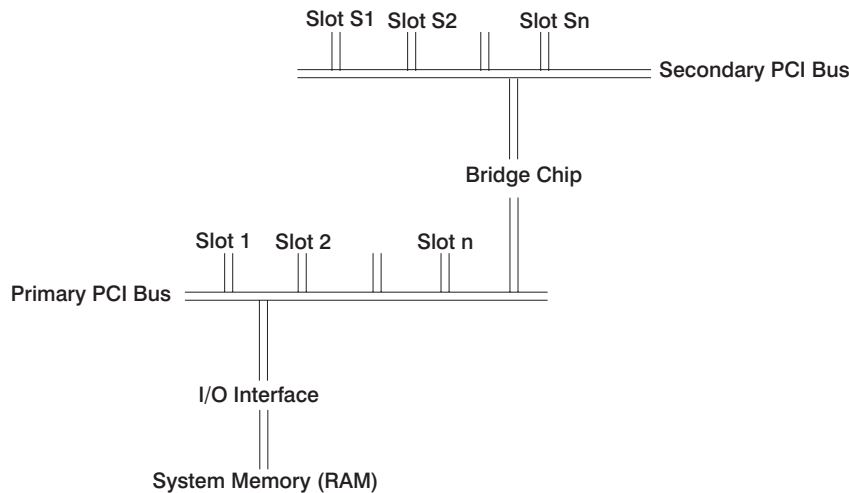 Slot S1 Slot S2 Slot Sn
Secondary PCI Bus
Bridge Chip
Slot 1 Slot 2 Slot n
Primary PCI Bus
I/O Interface
System Memory (RAM)